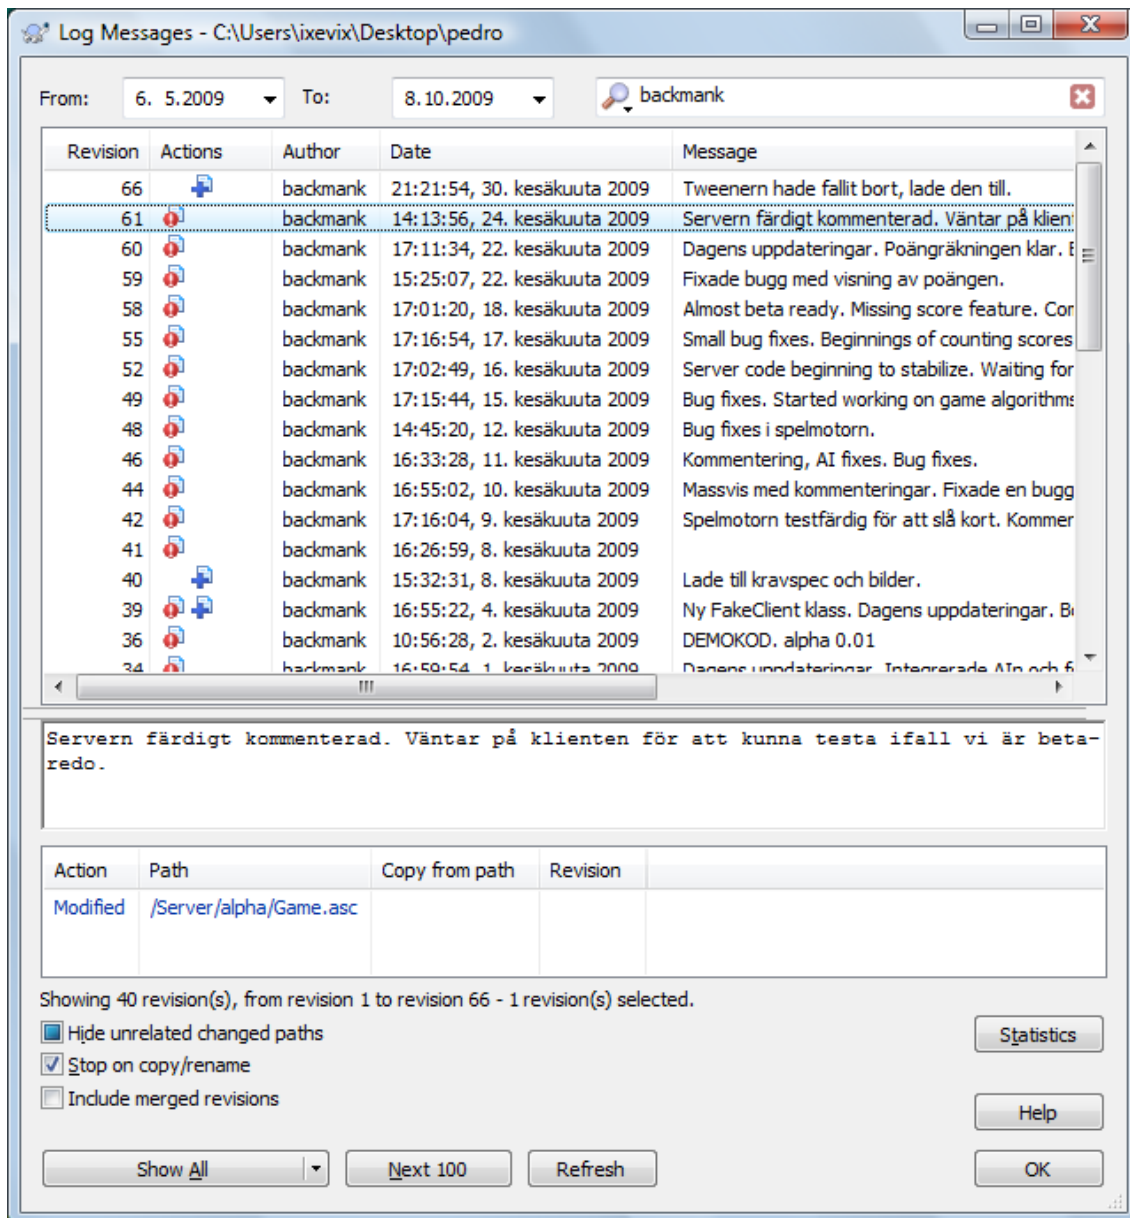 Log Messages - C:\Users\ixevix\Desktop\pedro
From: 6. 5.2009 To: 8.10.2009 backmank
Revision Actions Author Date Message
66 backmank 21:21:54, 30. kesäkuuta 2009 Tweenern hade fallit bort, lade den till.
61 backmank 14:13:56, 24. kesäkuuta 2009 Servern färdigt kommenterad. Väntar på klien
60 backmank 17:11:34, 22. kesäkuuta 2009 Dagens uppdateringar. Poängräkningen klar.
59 backmank 15:25:07, 22. kesäkuuta 2009 Fixade bugg med visning av poängen.
58 backmank 17:01:20, 18. kesäkuuta 2009 Almost beta ready. Missing score feature. Cor
55 backmank 17:16:54, 17. kesäkuuta 2009 Small bug fixes. Beginnings of counting scores
52 backmank 17:02:49, 16. kesäkuuta 2009 Server code beginning to stabilize. Waiting for
49 backmank 17:15:44, 15. kesäkuuta 2009 Bug fixes. Started working on game algorithms
48 backmank 14:45:20, 12. kesäkuuta 2009 Bug fixes i spelmotorn.
46 backmank 16:33:28, 11. kesäkuuta 2009 Kommentering, AI fixes. Bug fixes.
44 backmank 16:55:02, 10. kesäkuuta 2009 Massvis med kommenteringar. Fixade en bugg
42 backmank 17:16:04, 9. kesäkuuta 2009 Spelmotorn testfärdig för att slå kort. Kommer
41 backmank 16:26:59, 8. kesäkuuta 2009
40 backmank 15:32:31, 8. kesäkuuta 2009 Lade till kravspec och bilder.
39 backmank 16:55:22, 4. kesäkuuta 2009 Ny FakeClient klass. Dagens uppdateringar.
36 backmank 10:56:28, 2. kesäkuuta 2009 DEMOKOD. alpha 0.01
34 backmank 16:59:54, 1. kesäkuuta 2009 Dagens uppdateringar. Integrerade AIn och
Servern färdigt kommenterad. Väntar på klienten för att kunna testa ifall vi är beta-
redo.
Action Path Copy from path Revision
Modified /Server/alpha/Game.asc
Showing 40 revision(s), from revision 1 to revision 66 - 1 revision(s) selected.
Hide unrelated changed paths
Statistics
Stop on copy/rename
Include merged revisions
Help
Show All Next 100 Refresh OK